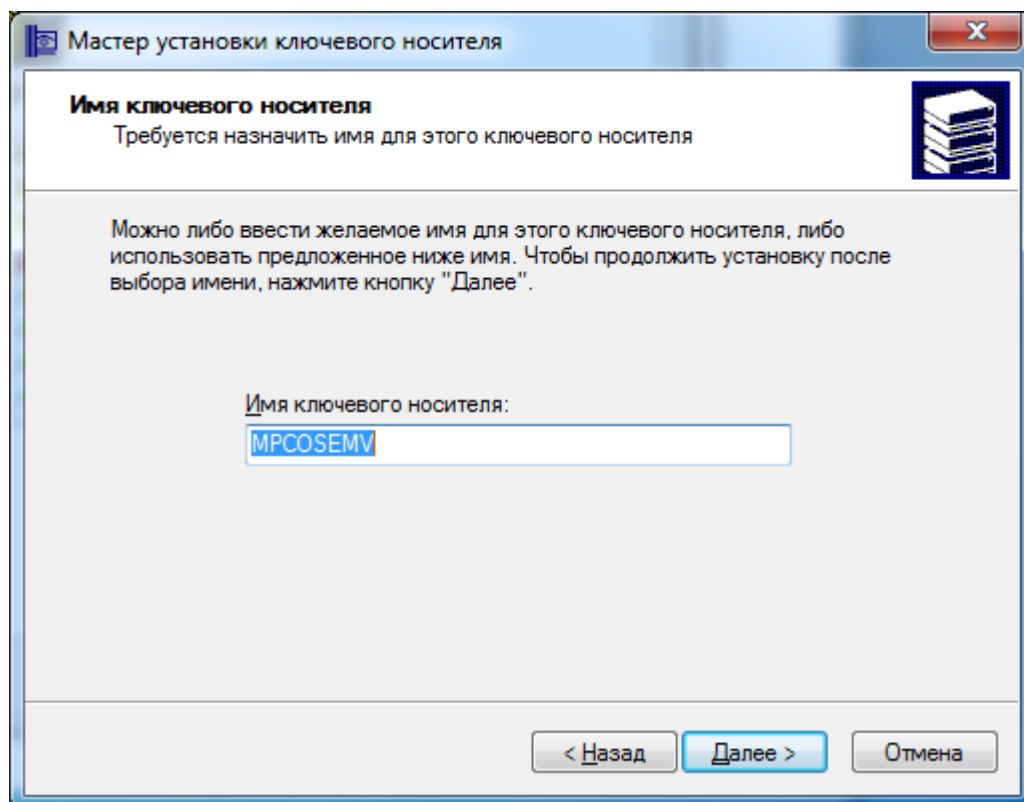 Мастер установки ключевого носителя
Имя ключевого носителя
Требуется назначить имя для этого ключевого носителя
Можно либо ввести желаемое имя для этого ключевого носителя, либо
использовать предложенное ниже имя. Чтобы продолжить установку после
выбора имени, нажмите кнопку "Далее".
Имя ключевого носителя:
MPCOSEMV
< Назад Далее > Отмена